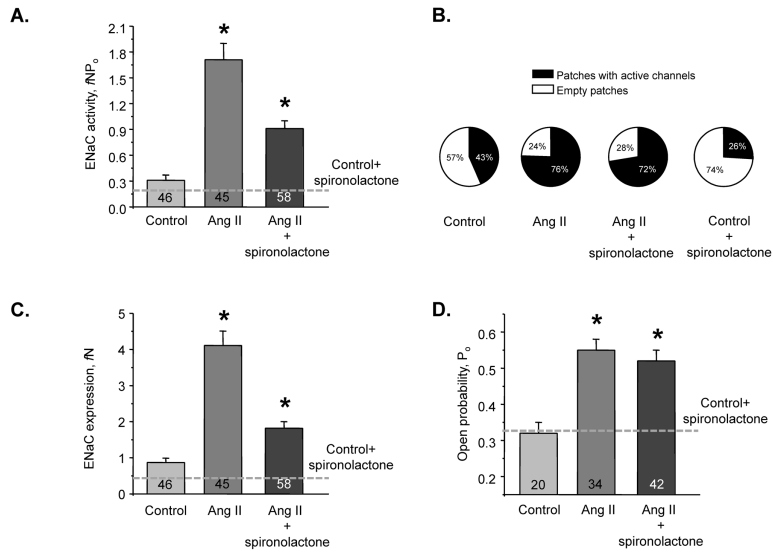 A.
ENaC activity, fNPo
1.8
1.5
1.2
0.9
0.6
0.3
0.0
*
*
Control+
spironolactone
46
45
58
Control
Ang II
Ang II
+
spironolactone
B.
Patches with active channels
Empty patches
57%
43%
24%
76%
28%
72%
26%
74%
Control
Ang II
Ang II
+
spironolactone
Control
+
spironolactone
C.
ENaC expression, fN
5
4
3
2
1
0
*
*
Control+
spironolactone
46
45
58
Control
Ang II
Ang II
+
spironolactone
D.
Open probability, Po
0.6
0.5
0.4
0.3
0.2
*
*
Control+
spironolactone
20
34
42
Control
Ang II
Ang II
+
spironolactone